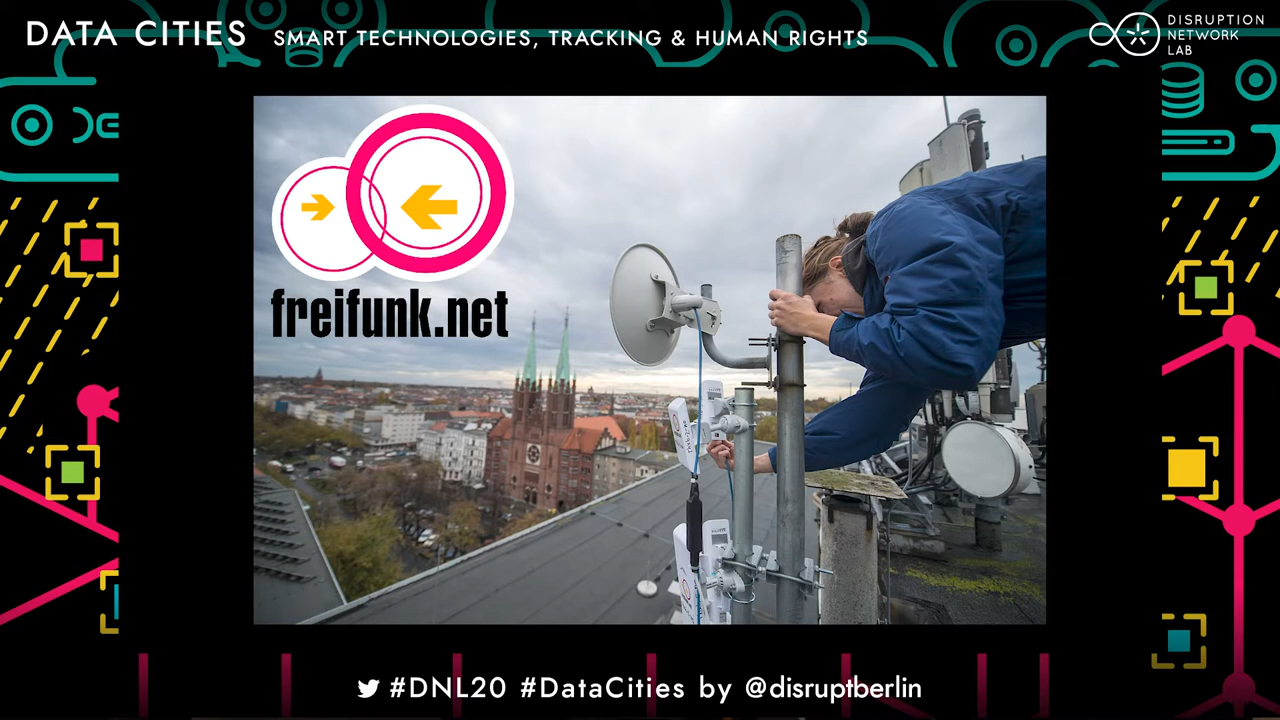 DATA CITIES SMART TECHNOLOGIES, TRACKING & HUMAN RIGHTS
DISRUPTION
NETWORK
LAB
freifunk.net
#DNL20 #DataCities by @disruptberlin